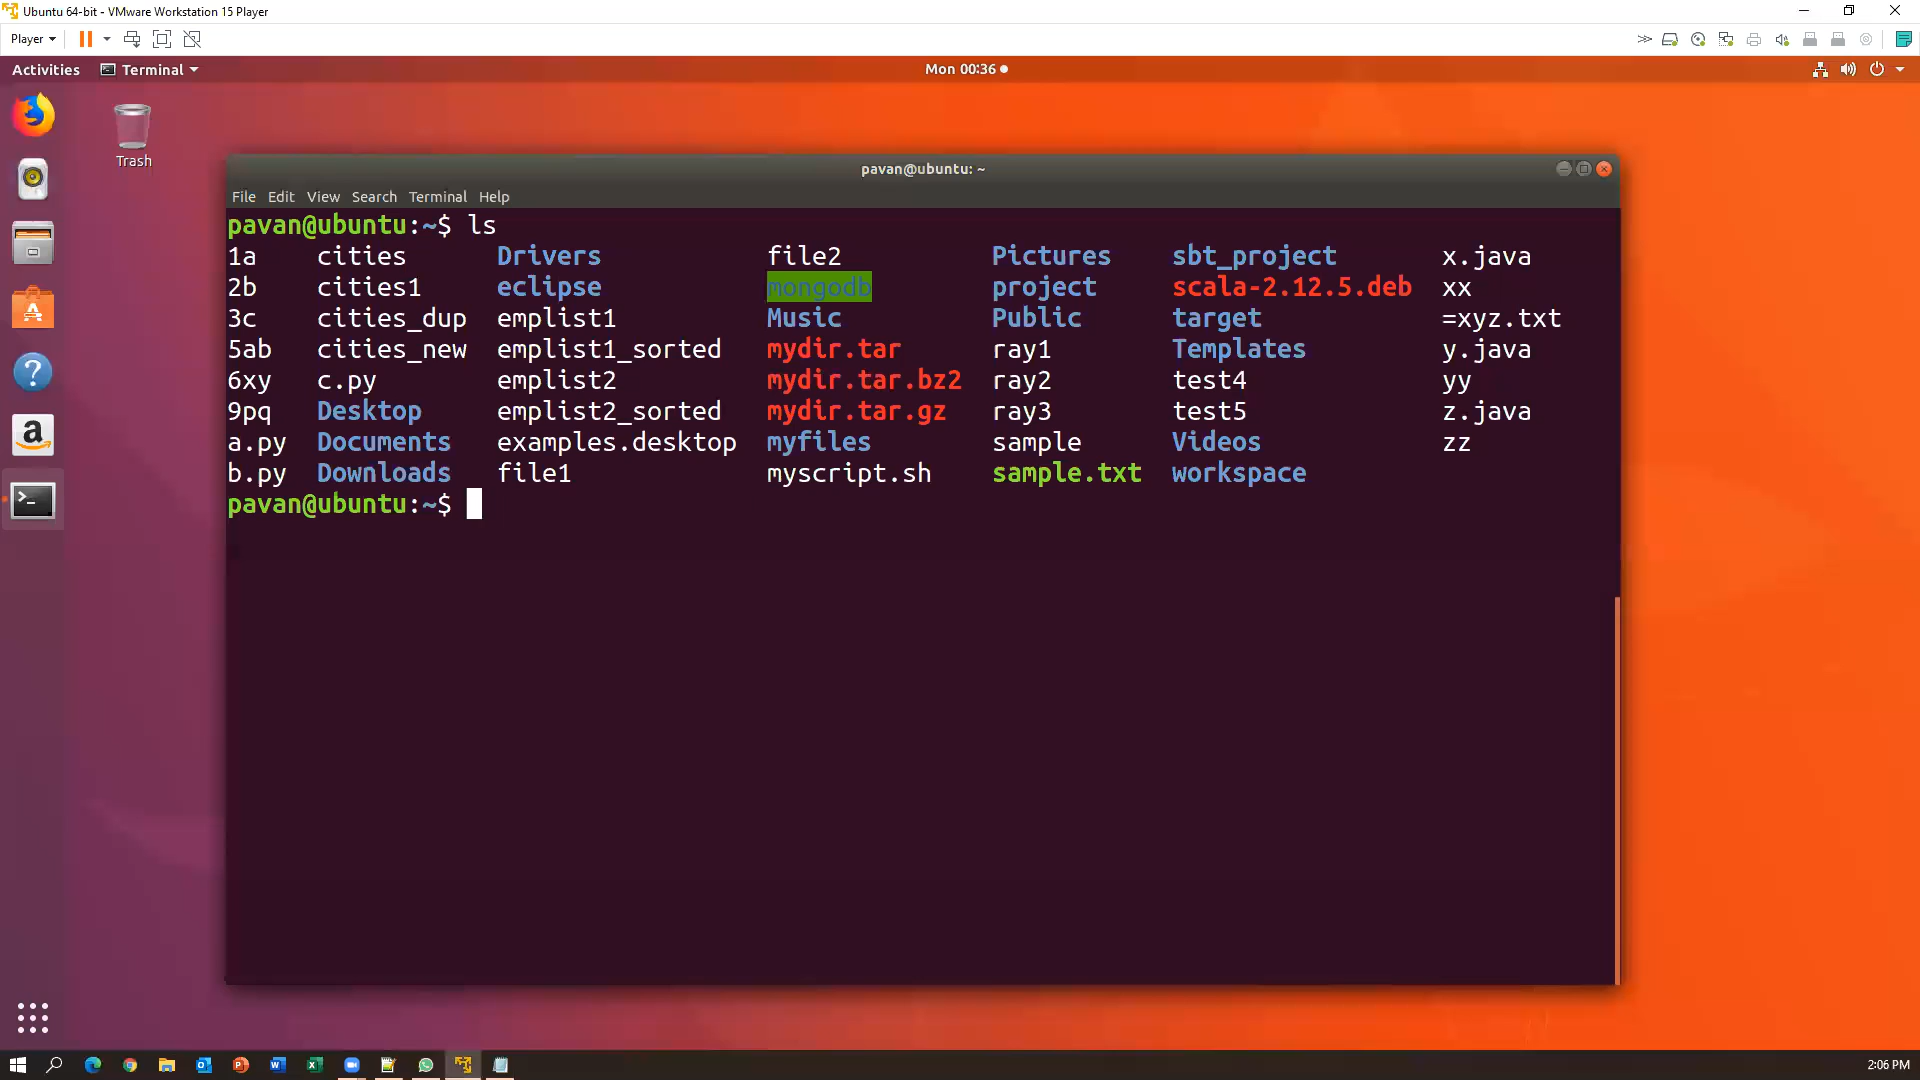 Ubuntu 64-bit - VMware Workstation 15 Player
Player
Activities Terminal Mon 00:36
Trash
pavan@ubuntu: ~
File Edit View Search Terminal Help
pavan@ubuntu:~$ ls
1a cities Drivers file2 Pictures sbt_project x.java
2b cities1 eclipse mongodb project scala-2.12.5.deb xx
3c cities_dup emplist1 Music Public target =xyz.txt
5ab cities_new emplist1_sorted mydir.tar ray1 Templates y.java
6xy c.py emplist2 mydir.tar.bz2 ray2 test4 yy
9pq Desktop emplist2_sorted mydir.tar.gz ray3 test5 z.java
a.py Documents examples.desktop myfiles sample Videos zz
b.py Downloads file1 myscript.sh sample.txt workspace
pavan@ubuntu:~$
2:06 PM